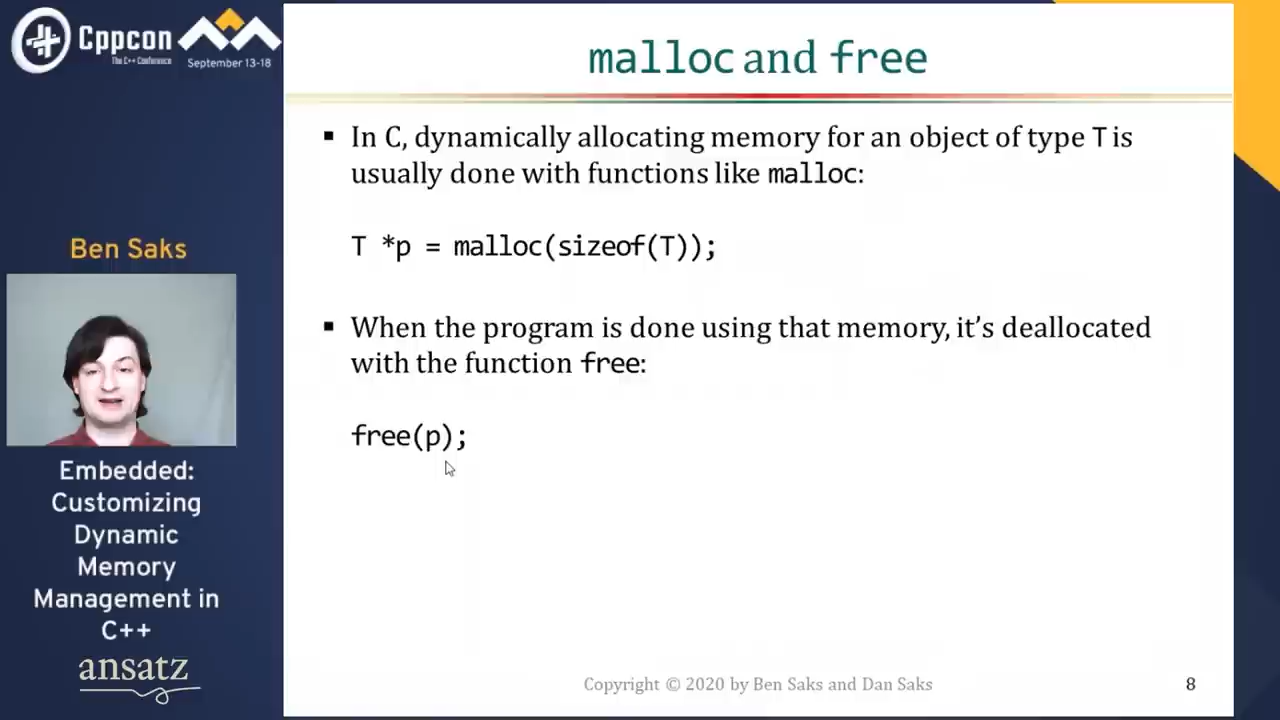 Cppcon
The C++ Conference
September 13-18
Ben Saks
Embedded:
Customizing
Dynamic
Memory
Management in
C++
ansatz
malloc and free
▪ In C, dynamically allocating memory for an object of type T is
usually done with functions like malloc:
T *p = malloc(sizeof(T));
▪ When the program is done using that memory, it’s deallocated
with the function free:
free(p);
Copyright © 2020 by Ben Saks and Dan Saks
8